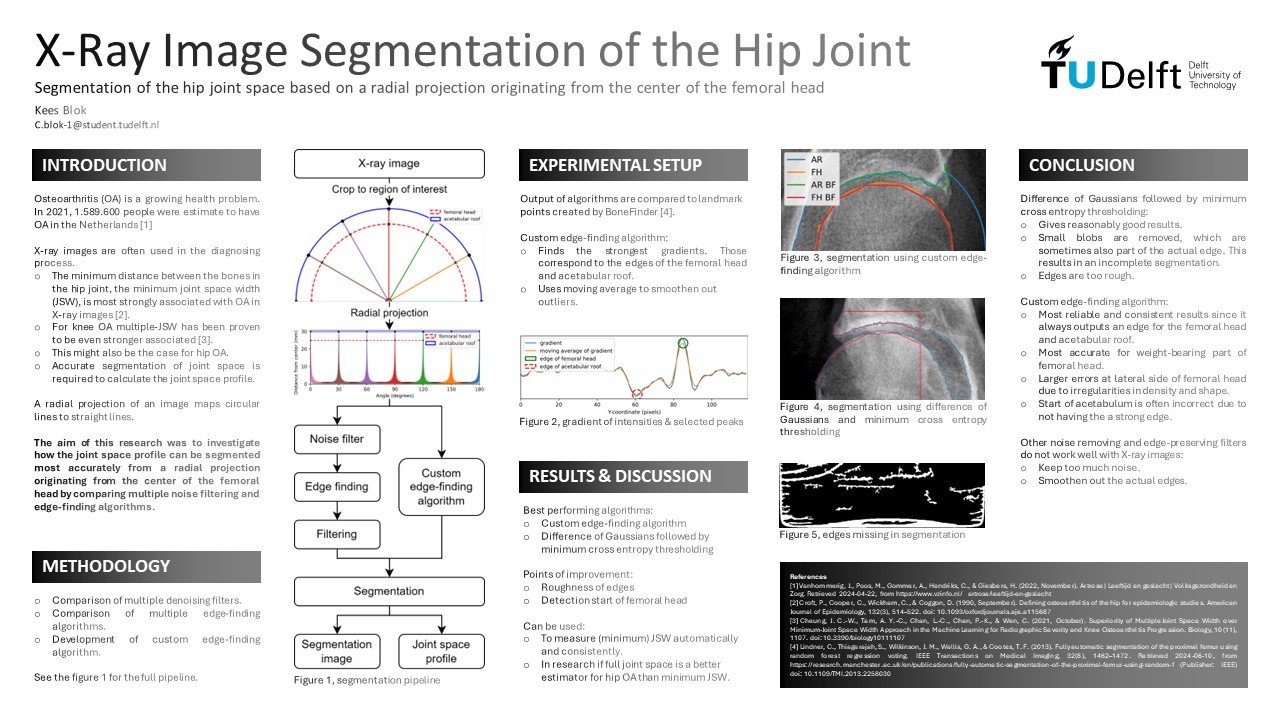 X-Ray Image Segmentation of the Hip Joint
Segmentation of the hip joint space based on a radial projection originating from the center of the femoral head
Kees Blok
C.blok-1@student.tudelft.nl
TUDelft
Delft
University of
Technology
INTRODUCTION
Osteoarthritis (OA) is a growing health problem.
In 2021, 1.589.600 people were estimate to have
OA in the Netherlands [1]
X-ray images are often used in the diagnosing
process.
o The minimum distance between the bones in
the hip joint, the minimum joint space width
(JSW), is most strongly associated with OA in
X-ray images [2].
o For knee OA multiple-JSW has been proven
to be even stronger associated [3].
o This might also be the case for hip OA.
o Accurate segmentation of joint space is
required to calculate the joint space profile.
A radial projection of an image maps circular
lines to straight lines.
The aim of this research was to investigate
how the joint space profile can be segmented
most accurately from a radial projection
originating from the center of the femoral
head by comparing multiple noise filtering and
edge-finding algorithms.
METHODOLOGY
o Comparison of multiple denoising filters.
o Comparison of multiple edge-finding
algorithms.
o Development of custom edge-finding
algorithm.
See the figure 1 for the full pipeline.
X-ray image
Crop to region of interest
femoral head
acetabular roof
Radial projection
Distance from center (mm)
30
20
10
0
femoral head
acetabular roof
0 30 60 90 120 150 180
Angle (degrees)
Noise filter
Edge finding
Filtering
Custom
edge-finding
algorithm
Segmentation
Segmentation
image
Joint space
profile
Figure 1, segmentation pipeline
EXPERIMENTAL SETUP
Output of algorithms are compared to landmark
points created by BoneFinder [4].
Custom edge-finding algorithm:
o Finds the strongest gradients. Those
correspond to the edges of the femoral head
and acetabular roof.
o Uses moving average to smoothen out
outliers.
gradient
moving average of gradient
edge of femoral head
edge of acetabular roof
0 20 40 60 80 100
Y-coordinate (pixels)
Figure 2, gradient of intensities & selected peaks
RESULTS & DISCUSSION
Best performing algorithms:
o Custom edge-finding algorithm
o Difference of Gaussians followed by
minimum cross entropy thresholding
Points of improvement:
o Roughness of edges
o Detection start of femoral head
Can be used:
o To measure (minimum) JSW automatically
and consistently.
o In research if full joint space is a better
estimator for hip OA than minimum JSW.
AR
FH
AR BF
FH BF
Figure 3, segmentation using custom edge-
finding algorithm
Figure 4, segmentation using difference of
Gaussians and minimum cross entropy
thresholding
Figure 5, edges missing in segmentation
CONCLUSION
Difference of Gaussians followed by minimum
cross entropy thresholding:
o Gives reasonably good results.
o Small blobs are removed, which are
sometimes also part of the actual edge. This
results in an incomplete segmentation.
o Edges are too rough.
Custom edge-finding algorithm:
o Most reliable and consistent results since it
always outputs an edge for the femoral head
and acetabular roof.
o Most accurate for weight-bearing part of
femoral head.
o Larger errors at lateral side of femoral head
due to irregularities in density and shape.
o Start of acetabulum is often incorrect due to
not having the a strong edge.
Other noise removing and edge-preserving filters
do not work well with X-ray images:
o Keep too much noise.
o Smoothen out the actual edges.
References
[1] Vanhommerig, J., Poos, M., Gommer, A., Hendriks, C., & Giesbers, H. (2022, November). Artrose | Leeftijd en geslacht | Volksgezondheid en
Zorg. Retrieved 2024-04-22, from https://www.vzinfo.nl/ artrose/leeftijd-en-geslacht
[2] Croft, P., Cooper, C., Wickham, C., & Coggon, D. (1990, September). Defining osteoarthritis of the hip for epidemiologic studies. American
Journal of Epidemiology, 132(3), 514–522. doi: 10.1093/oxfordjournals.aje.a115687
[3] Cheung, J. C.-W., Tam, A. Y.-C., Chan, L.-C., Chan, P.-K., & Wen, C. (2021, October). Superiority of Multiple-Joint Space Width over
Minimum-Joint Space Width Approach in the Machine Learning for Radiographic Severity and Knee Osteoarthritis Progression. Biology, 10(11),
1107. doi: 10.3390/biology10111107
[4] Lindner, C., Thiagarajah, S., Wilkinson, J. M., Wallis, G. A., & Cootes, T. F. (2013). Fully automatic segmentation of the proximal femur using
random forest regression voting. IEEE Transactions on Medical Imaging, 32(8), 1462–1472. Retrieved 2024-06-10, from
https://research.manchester.ac.uk/en/publications/fully-automatic-segmentation-of-the-proximal-femur-using-random-f (Publisher: IEEE)
doi: 10.1109/TMI.2013.2258030